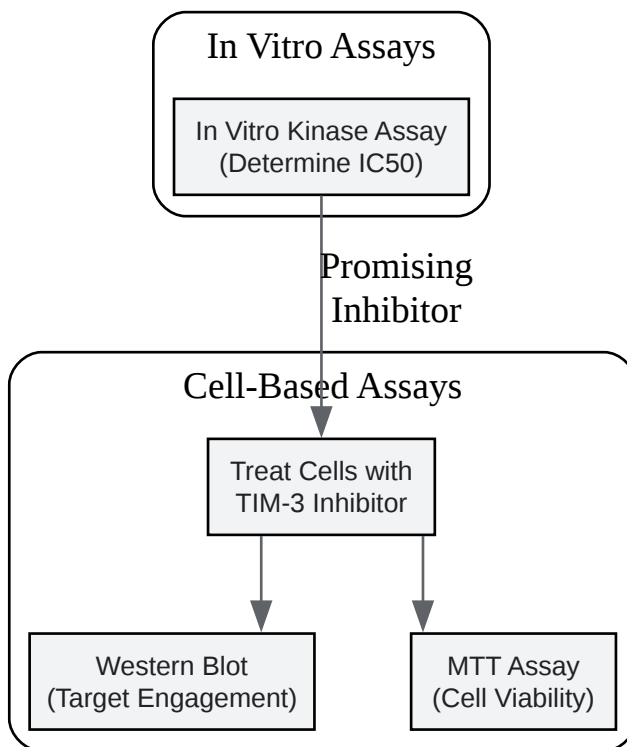 In Vitro Assays
In Vitro Kinase Assay
(Determine IC50)
Promising
Inhibitor
Cell-Based Assays
Treat Cells with
TIM-3 Inhibitor
Western Blot
(Target Engagement)
MTT Assay
(Cell Viability)